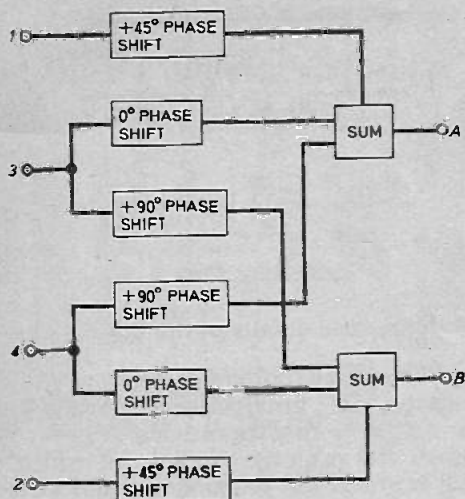 1
+45° PHASE
SHIFT
0° PHASE
SHIFT
SUM
A
3
+90° PHASE
SHIFT
+90° PHASE
SHIFT
4
SUM
B
0° PHASE
SHIFT
2
+45° PHASE
SHIFT